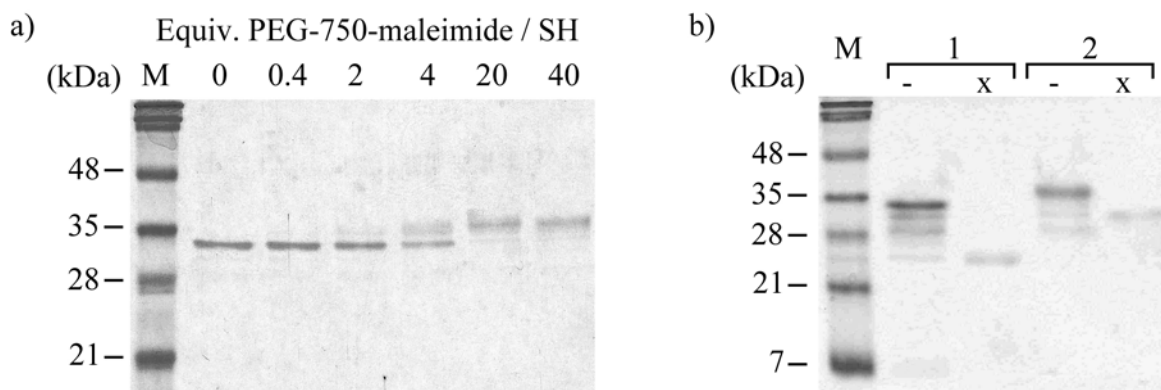 a) Equiv. PEG-750-maleimide / SH
(kDa) M 0 0.4 2 4 20 40
48
35
28
21
b)
M 1 2
(kDa) - x - x
48
35
28
21
7